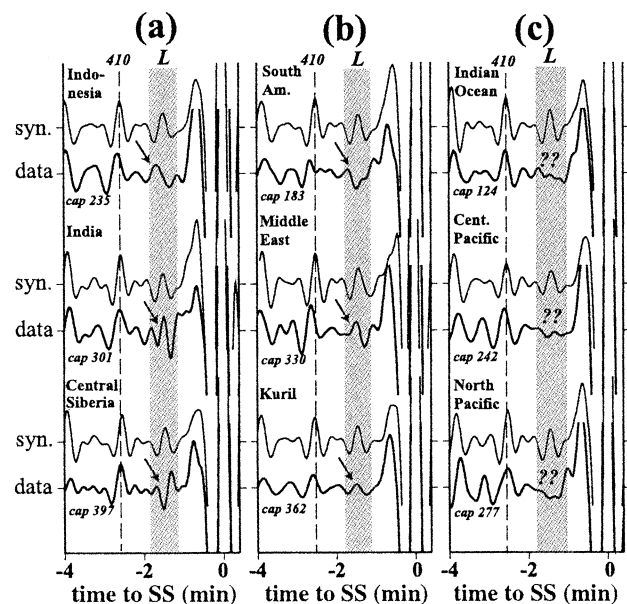 (a) (b) (c)
410 L 410 L 410 L
Indo-
nesia
South
Am.
Indian
Ocean
syn.
data
??
cap 235
cap 183
cap 124
India
Middle
East
Cent.
Pacific
syn.
data
??
cap 301
cap 330
cap 242
Central
Siberia
Kuril
North
Pacific
syn.
data
??
cap 397
cap 362
cap 277
-4 -2 0 -4 -2 0 -4 -2 0
time to SS (min) time to SS (min) time to SS (min)